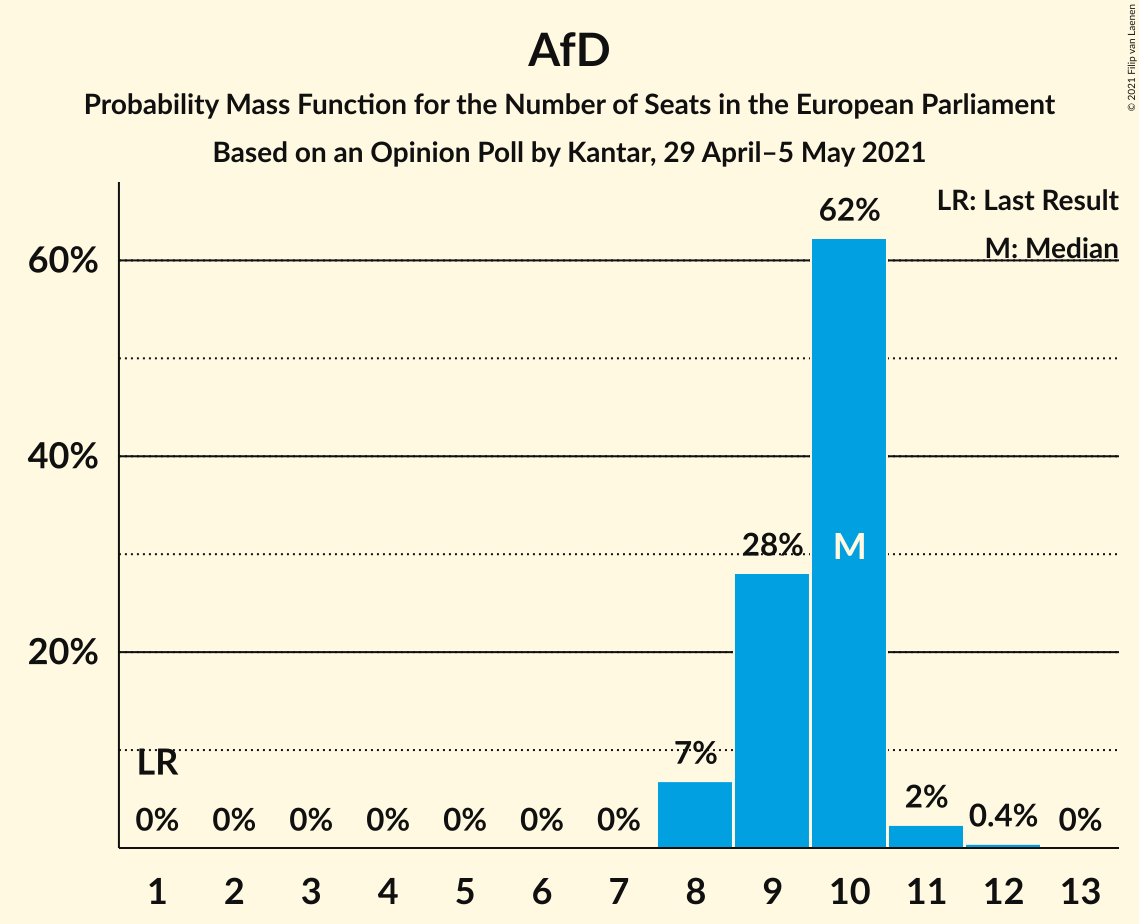 AfD
Probability Mass Function for the Number of Seats in the European Parliament
Based on an Opinion Poll by Kantar, 29 April–5 May 2021
© 2021 Filip van Laenen
LR: Last Result
M: Median
60%
40%
20%
LR
0%
0%
0%
0%
0%
0%
0%
7%
28%
62%
M
2%
0.4%
0%
1 2 3 4 5 6 7 8 9 10 11 12 13